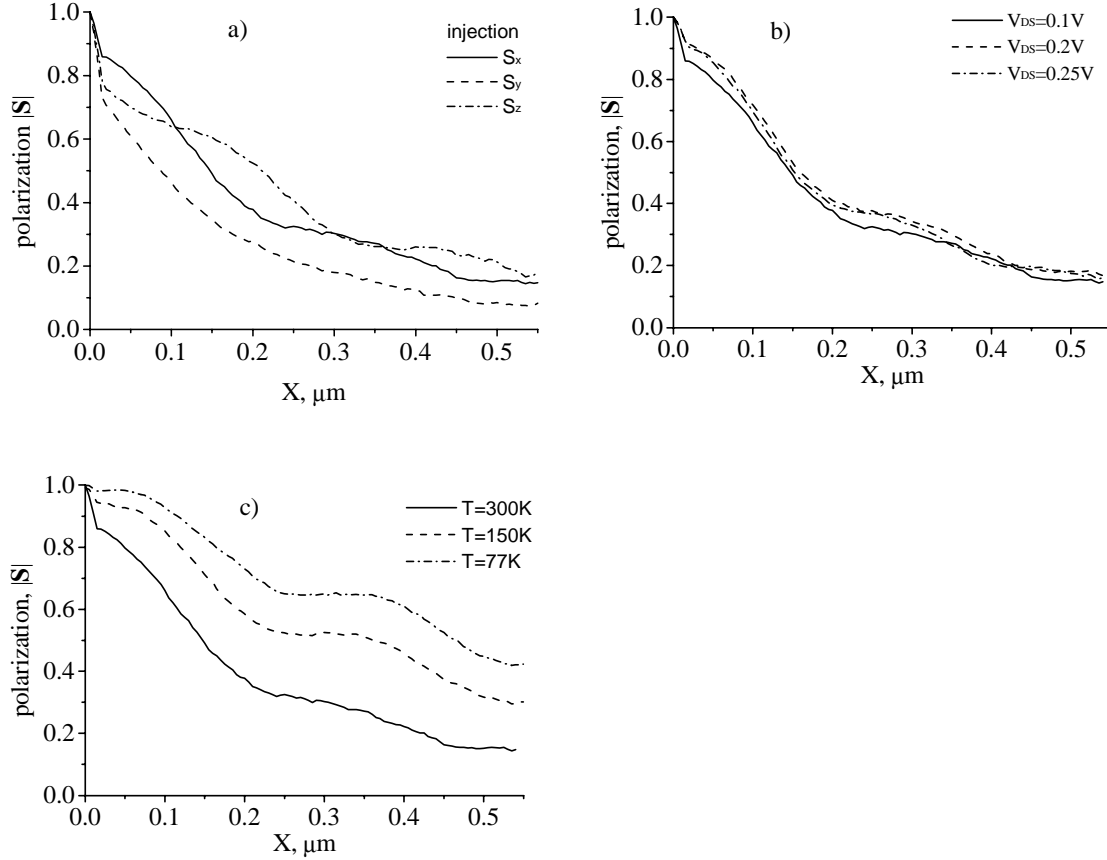 a)
injection
Sx
Sy
Sz
polarization |S|
1.0
0.8
0.6
0.4
0.2
0.0
0.0 0.1 0.2 0.3 0.4 0.5
X, μm
b)
VDS=0.1V
VDS=0.2V
VDS=0.25V
polarization, |S|
1.0
0.8
0.6
0.4
0.2
0.0
0.0 0.1 0.2 0.3 0.4 0.5
X, μm
c)
T=300K
T=150K
T=77K
polarization, |S|
1.0
0.8
0.6
0.4
0.2
0.0
0.0 0.1 0.2 0.3 0.4 0.5
X, μm